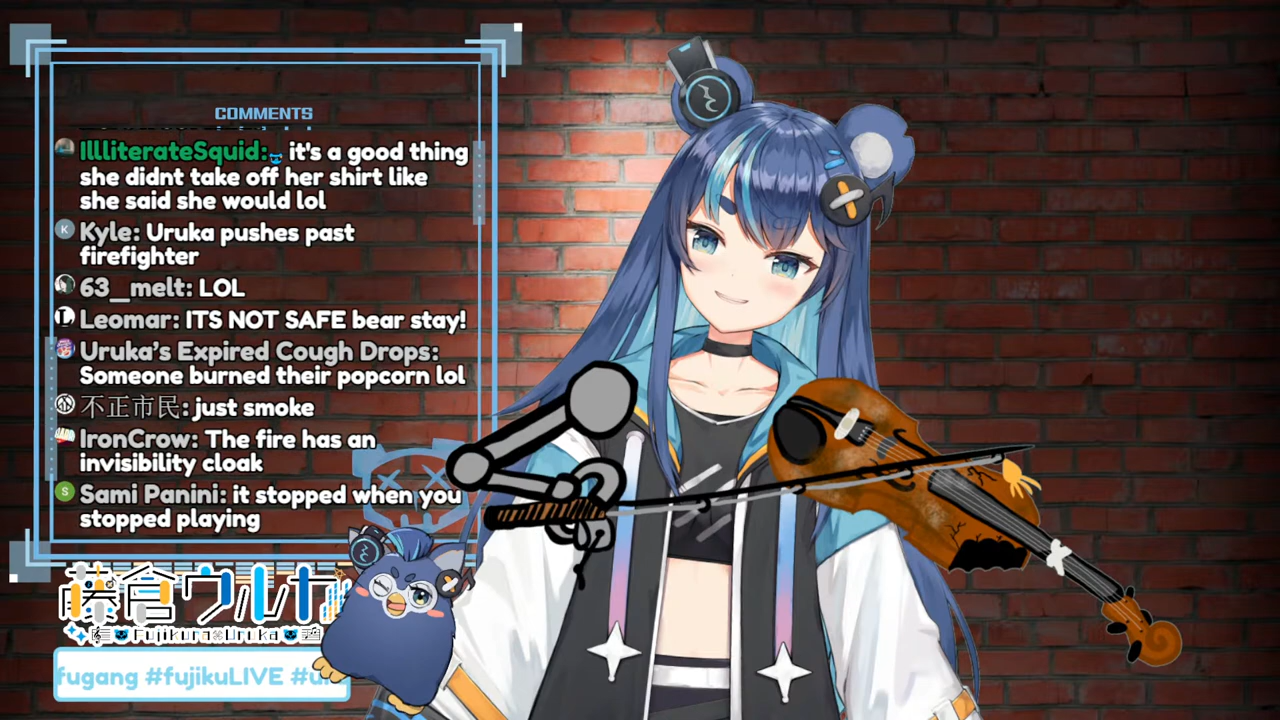 COMMENTS
IllliterateSquid: it's a good thing
she didnt take off her shirt like
she said she would lol
Kyle: Uruka pushes past
firefighter
63_melt: LOL
Leomar: ITS NOT SAFE bear stay!
Uruka's Expired Cough Drops:
Someone burned their popcorn lol
不正市民: just smoke
IronCrow: The fire has an
invisibility cloak
Sami Panini: it stopped when you
stopped playing
藤倉ウルカ
Fujikura Uruka
fugang #fujikuLIVE